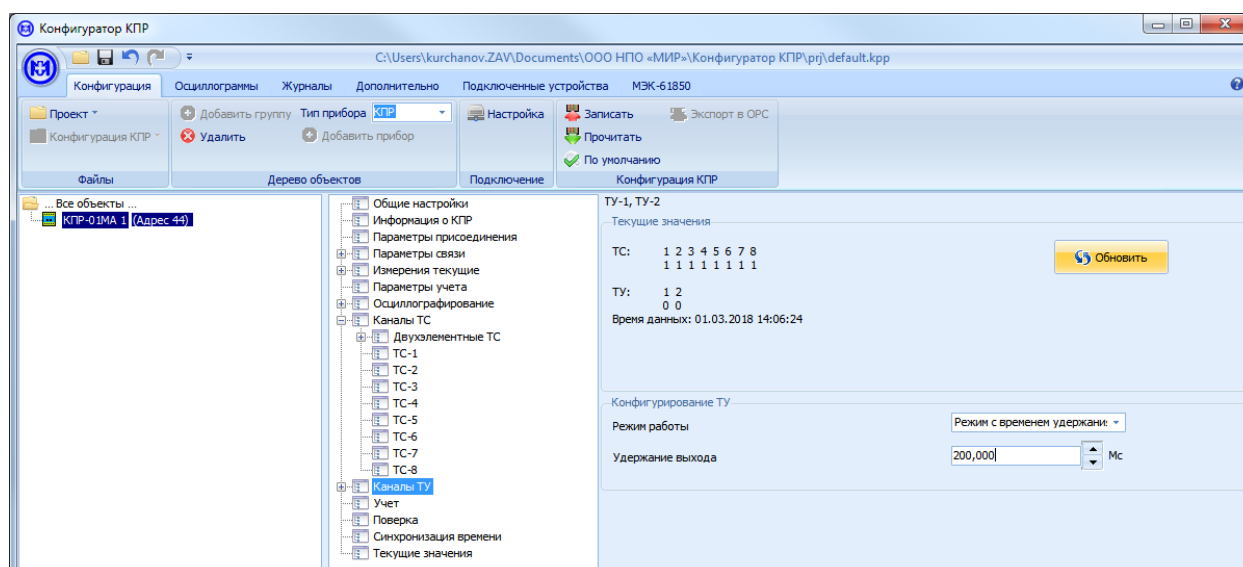 Конфигуратор КПР
C:\Users\kurchanov.ZAV\Documents\ООО НПО «МИР»\Конфигуратор КПР\prj\default.kpp
Конфигурация Осциллограммы Журналы Дополнительно Подключенные устройства МЭК-61850
Проект Добавить группу Тип прибора КПР Настройка Записать Экспорт в OPC
Конфигурация КПР Удалить Добавить прибор Прочитать
По умолчанию
Файлы Дерево объектов Подключение Конфигурация КПР
... Все объекты ...
КПР-01МА 1 (Адрес 44)
Общие настройки
Информация о КПР
Параметры присоединения
Параметры связи
Измерения текущие
Параметры учета
Осциллографирование
Каналы ТС
Двухэлементные ТС
ТС-1
ТС-2
ТС-3
ТС-4
ТС-5
ТС-6
ТС-7
ТС-8
Каналы ТУ
Учет
Поверка
Синхронизация времени
Текущие значения
ТУ-1, ТУ-2
Текущие значения
ТС: 1 2 3 4 5 6 7 8
1 1 1 1 1 1 1 1
Обновить
ТУ: 1 2
0 0
Время данных: 01.03.2018 14:06:24
Конфигурирование ТУ
Режим работы Режим с временем удержани
Удержание выхода 200,000 Мс